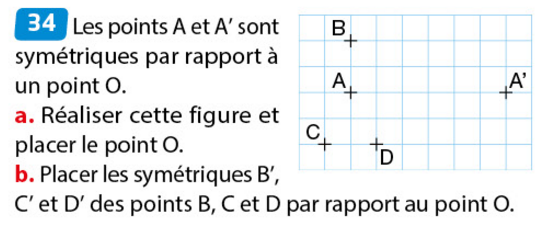 34 Les points A et A’ sont
symétriques par rapport à
un point O.
a. Réaliser cette figure et
placer le point O.
b. Placer les symétriques B’,
C’ et D’ des points B, C et D par rapport au point O.
B
A
A’
C
D